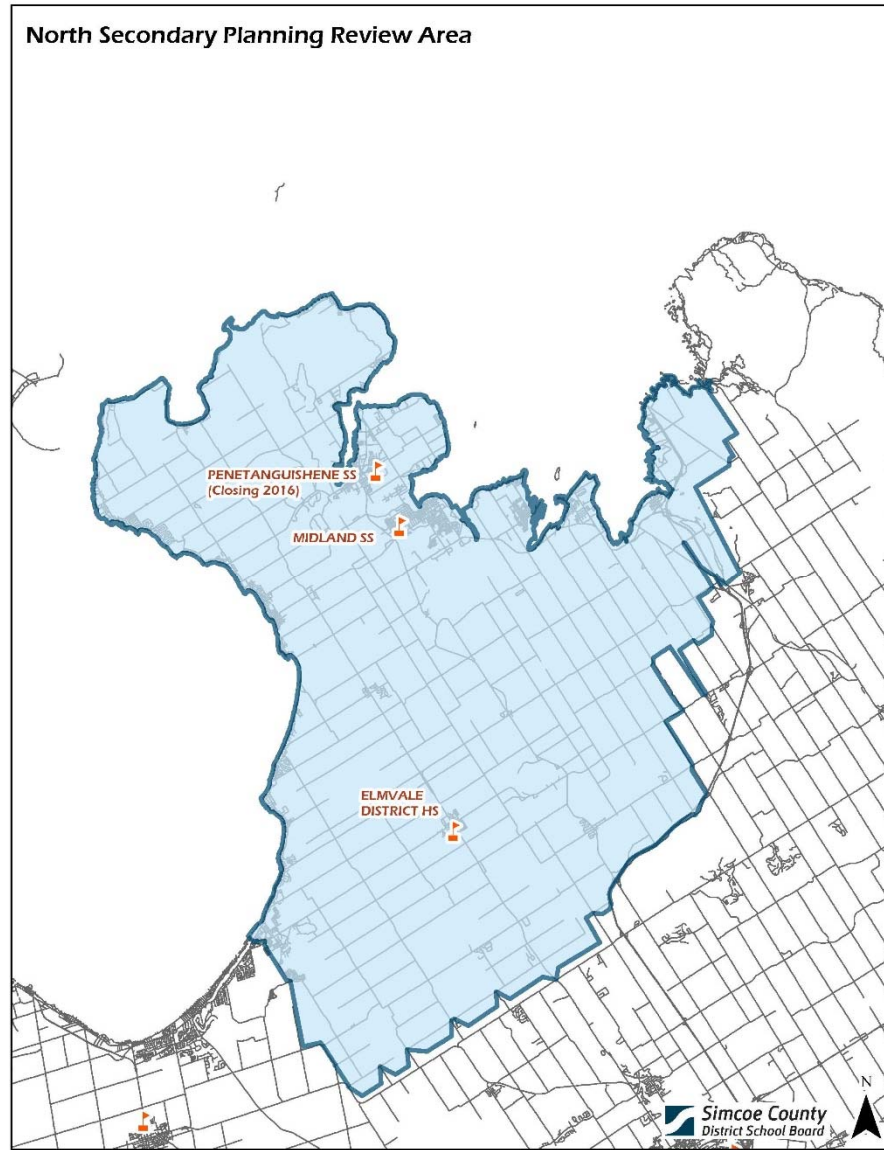 North Secondary Planning Review Area
PENETANGUISHENE SS
(Closing 2016)
MIDLAND SS
ELMVALE
DISTRICT HS
N
Simcoe County
District School Board